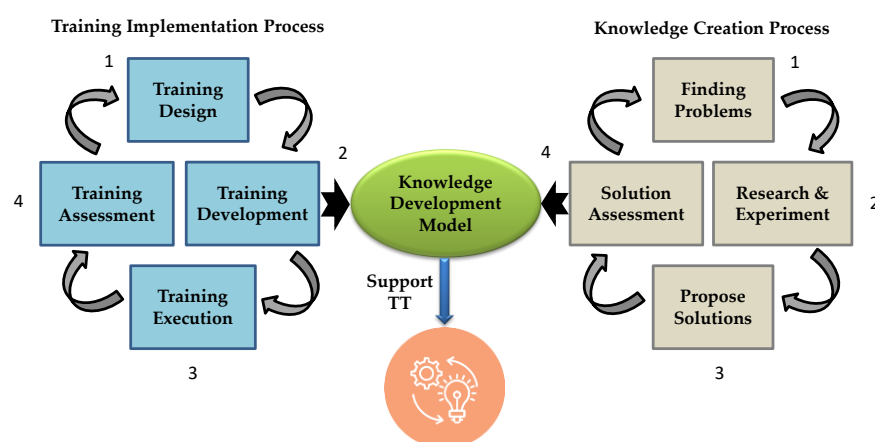 Training Implementation Process
1
Training
Design
2
Training
Development
3
Training
Execution
4
Training
Assessment
Knowledge
Development
Model
Support
TT
Knowledge Creation Process
1
Finding
Problems
2
Research &
Experiment
3
Propose
Solutions
4
Solution
Assessment